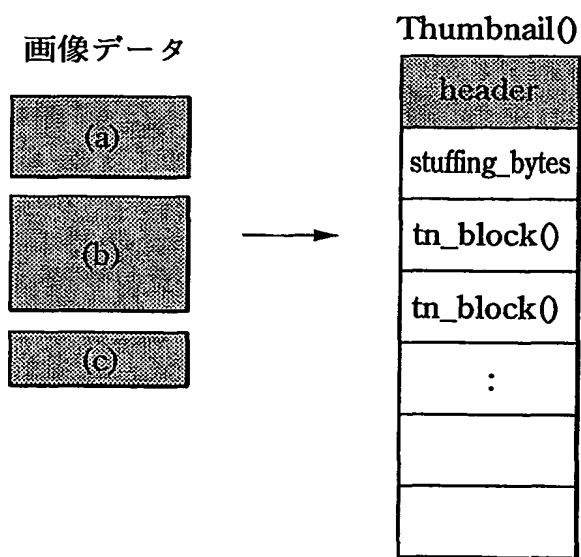 画像データ
(a)
(b)
(c)
Thumbnail()
header
stuffing_bytes
tn_block()
tn_block()
: